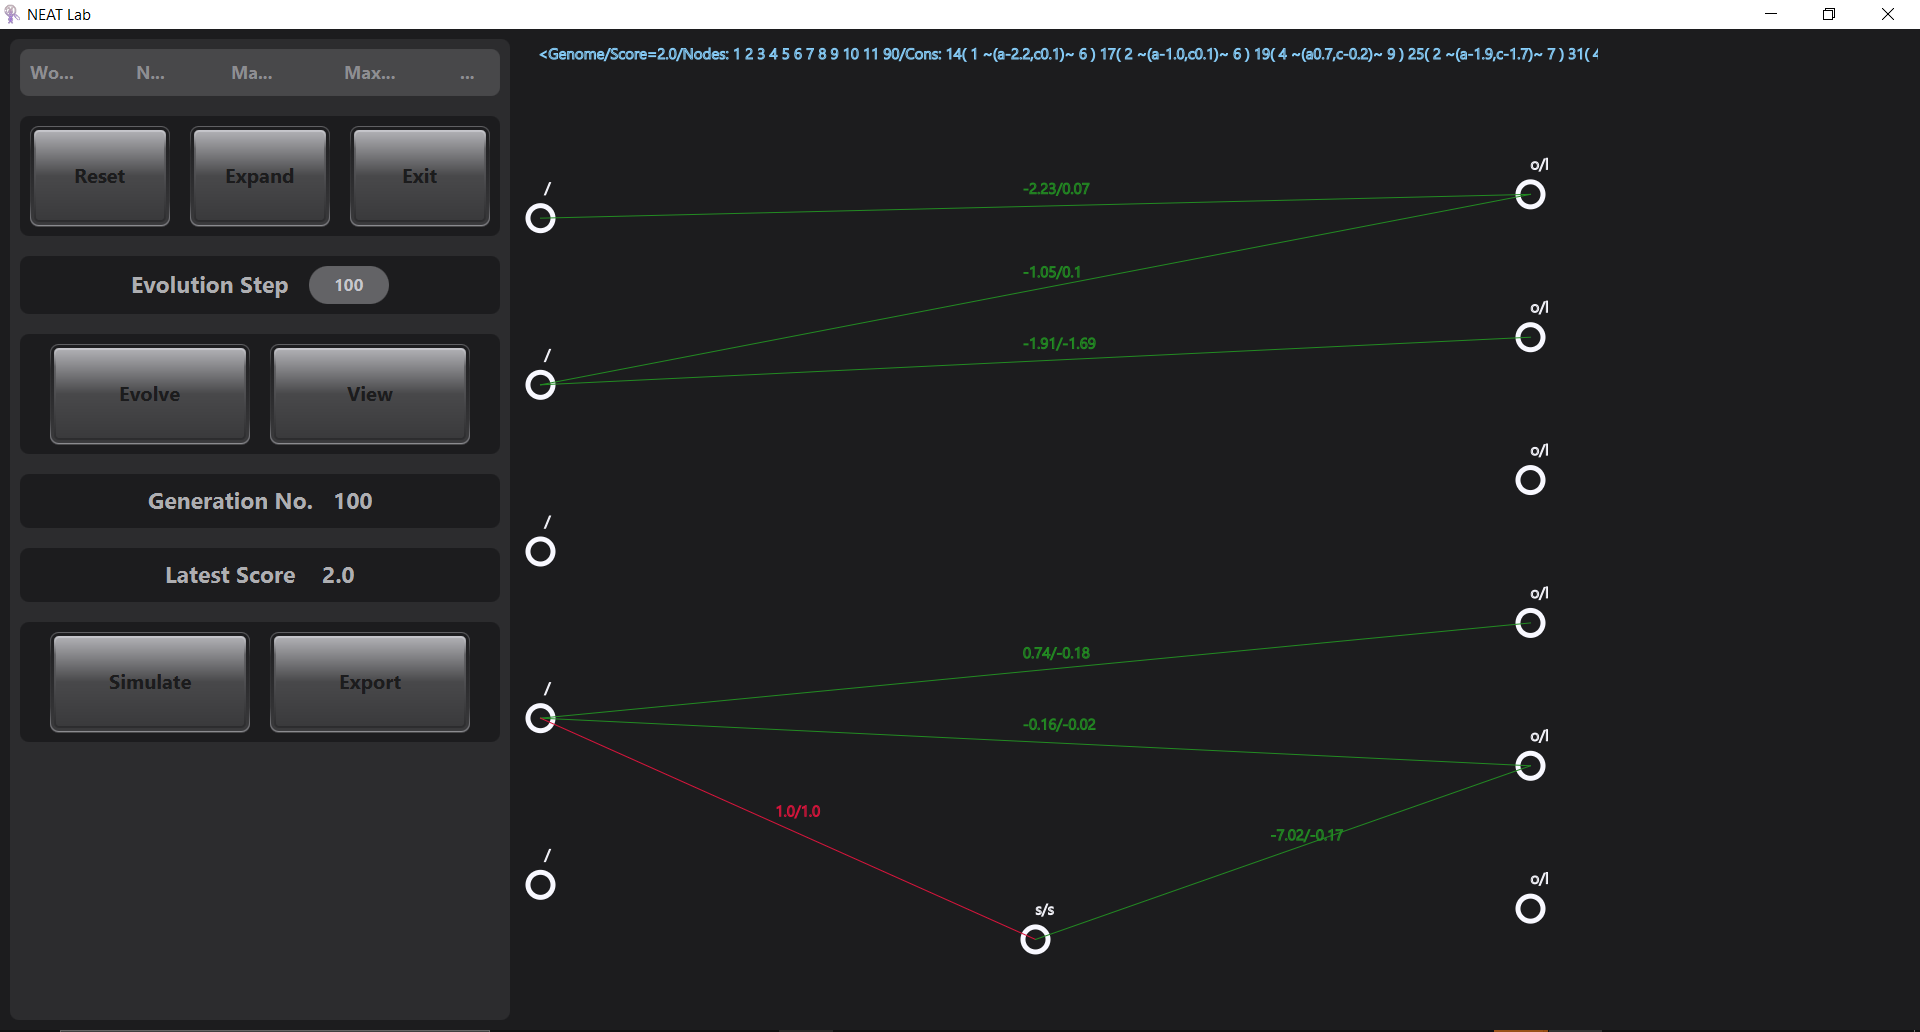 NEAT Lab
Wo... N... Ma... Max... ...
Reset Expand Exit
Evolution Step 100
Evolve View
Generation No. 100
Latest Score 2.0
Simulate Export
<Genome/Score=2.0/Nodes: 1 2 3 4 5 6 7 8 9 10 11 90/Cons: 14( 1 ~(a-2.2,c0.1)~ 6 ) 17( 2 ~(a-1.0,c0.1)~ 6 ) 19( 4 ~(a0.7,c-0.2)~ 9 ) 25( 2 ~(a-1.9,c-1.7)~ 7 ) 31( 4
o/l
/
-2.23/0.07
-1.05/0.1
o/l
-1.91/-1.69
/
o/l
/
o/l
0.74/-0.18
/
-0.16/-0.02
o/l
1.0/1.0
-7.02/-0.17
/
o/l
s/s